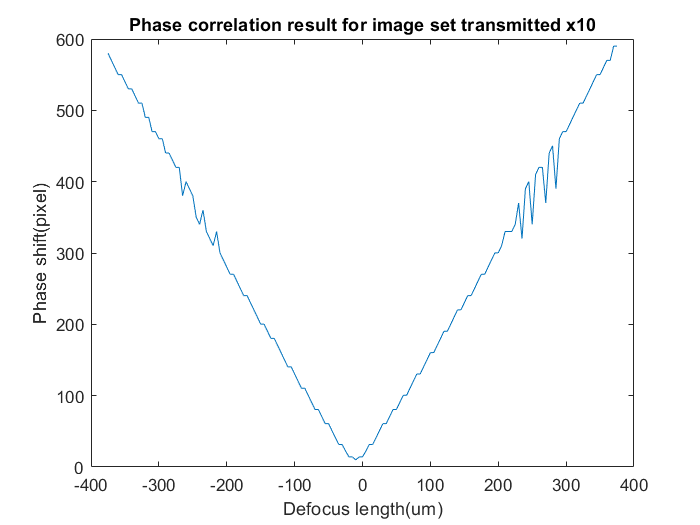 Phase correlation result for image set transmitted x10
600
500
400
300
200
100
0
Phase shift(pixel)
-400 -300 -200 -100 0 100 200 300 400
Defocus length(um)